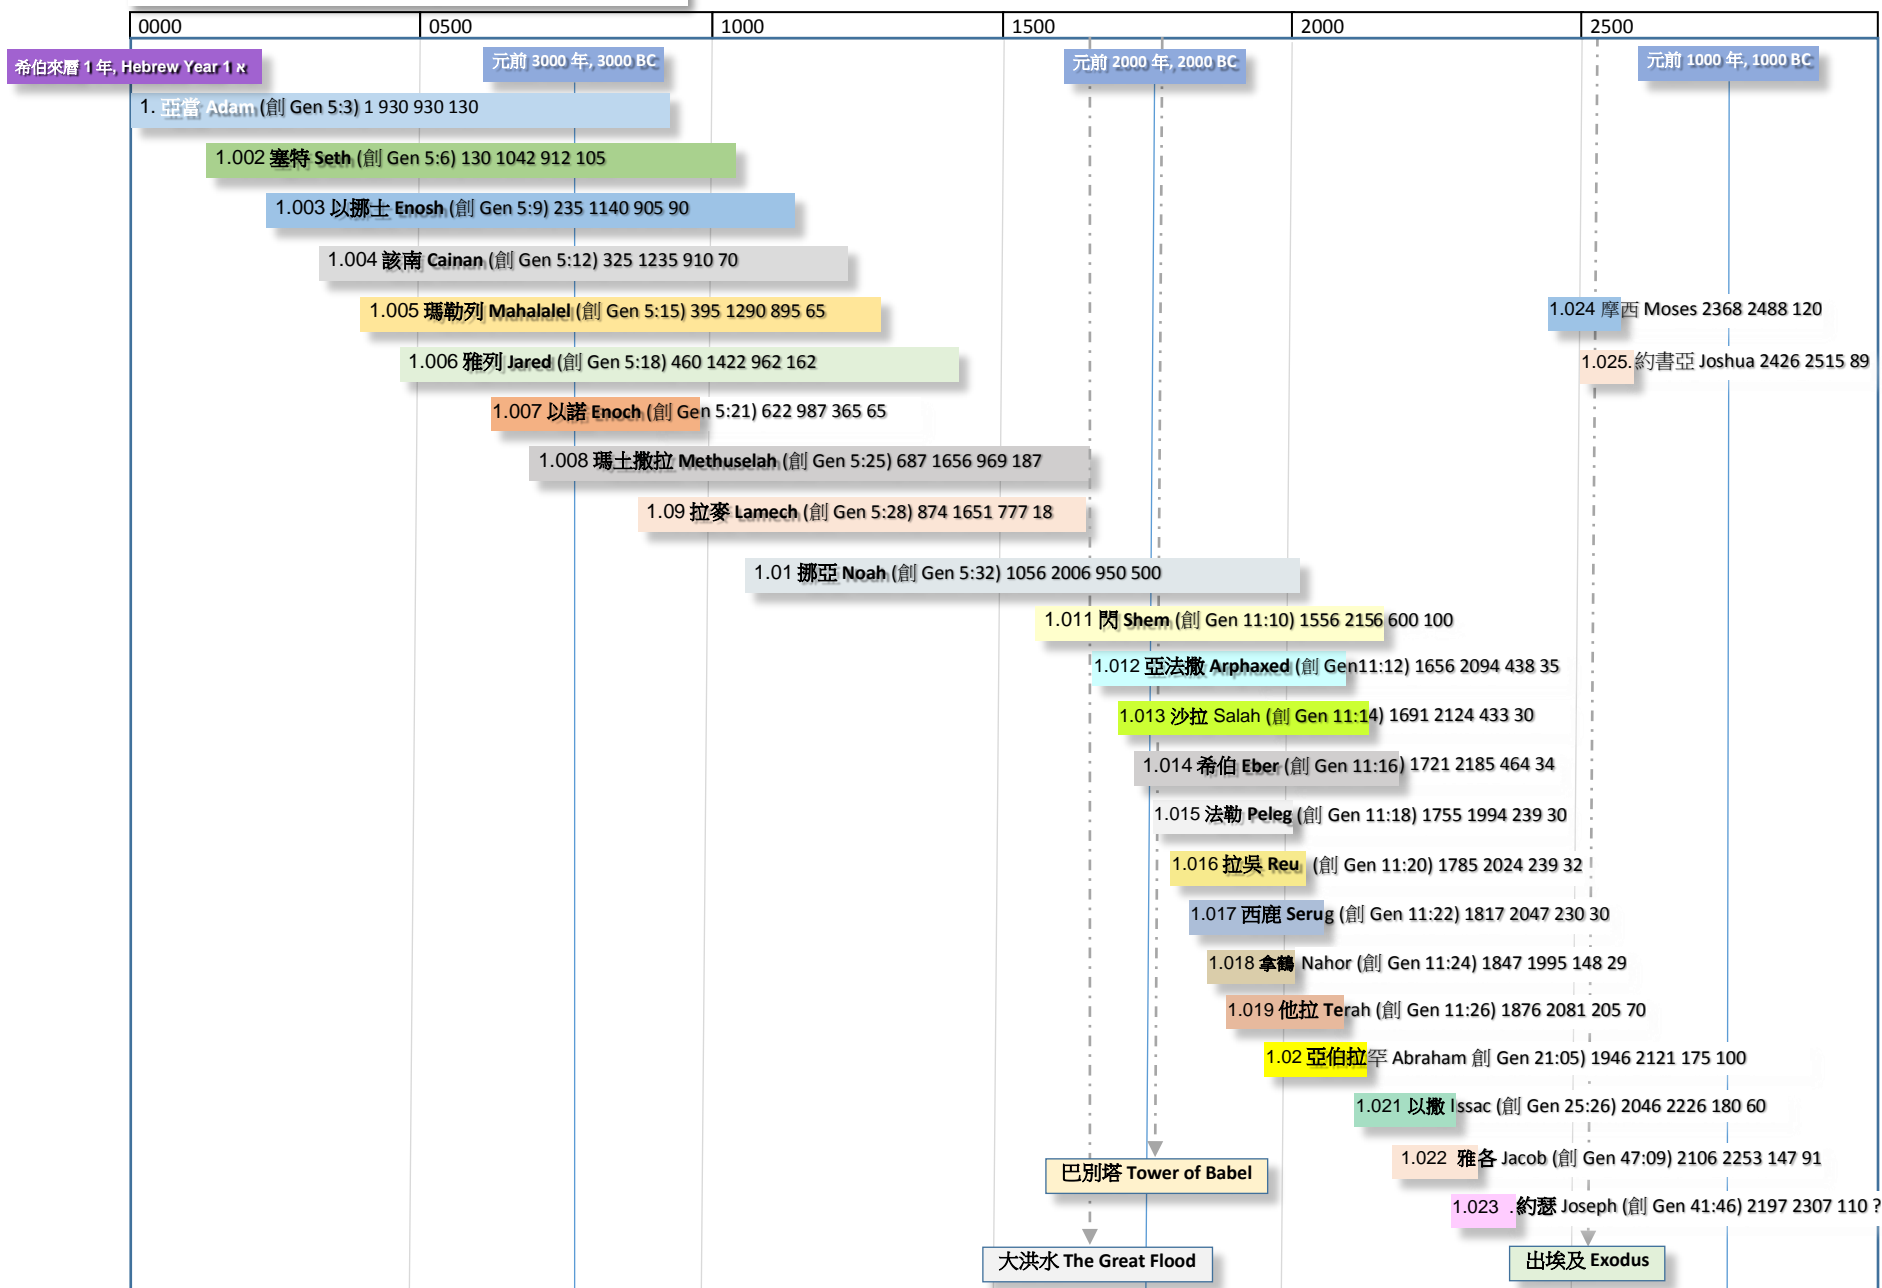 0000 0500 1000 1500 2000 2500
希伯來曆 1 年, Hebrew Year 1 א
元前 3000 年, 3000 BC
元前 2000 年, 2000 BC
元前 1000 年, 1000 BC
1. 亞當 Adam (創 Gen 5:3) 1 930 930 130
1.002 塞特 Seth (創 Gen 5:6) 130 1042 912 105
1.003 以挪士 Enosh (創 Gen 5:9) 235 1140 905 90
1.004 該南 Cainan (創 Gen 5:12) 325 1235 910 70
1.005 瑪勒列 Mahalalel (創 Gen 5:15) 395 1290 895 65
1.024 摩西 Moses 2368 2488 120
1.006 雅列 Jared (創 Gen 5:18) 460 1422 962 162
1.025. 約書亞 Joshua 2426 2515 89
1.007 以諾 Enoch (創 Gen 5:21) 622 987 365 65
1.008 瑪土撒拉 Methuselah (創 Gen 5:25) 687 1656 969 187
1.09 拉麥 Lamech (創 Gen 5:28) 874 1651 777 18
1.01 挪亞 Noah (創 Gen 5:32) 1056 2006 950 500
1.011 閃 Shem (創 Gen 11:10) 1556 2156 600 100
1.012 亞法撒 Arphaxed (創 Gen11:12) 1656 2094 438 35
1.013 沙拉 Salah (創 Gen 11:14) 1691 2124 433 30
1.014 希伯 Eber (創 Gen 11:16) 1721 2185 464 34
1.015 法勒 Peleg (創 Gen 11:18) 1755 1994 239 30
1.016 拉吳 Reu (創 Gen 11:20) 1785 2024 239 32
1.017 西鹿 Serug (創 Gen 11:22) 1817 2047 230 30
1.018 拿鶴 Nahor (創 Gen 11:24) 1847 1995 148 29
1.019 他拉 Terah (創 Gen 11:26) 1876 2081 205 70
1.02 亞伯拉罕 Abraham 創 Gen 21:05) 1946 2121 175 100
1.021 以撒 Issac (創 Gen 25:26) 2046 2226 180 60
1.022 雅各 Jacob (創 Gen 47:09) 2106 2253 147 91
巴別塔 Tower of Babel
1.023 .約瑟 Joseph (創 Gen 41:46) 2197 2307 110 ?
大洪水 The Great Flood
出埃及 Exodus